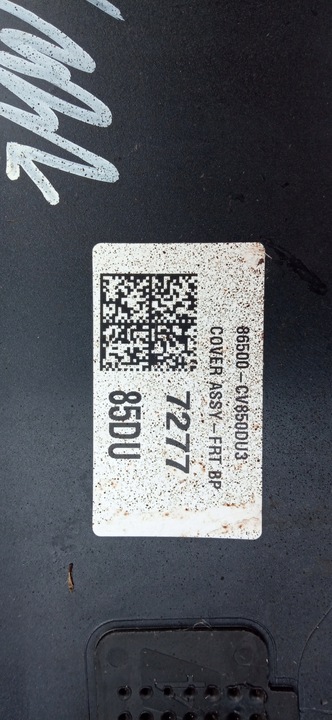 86500-CV850DU3
COVER ASSY-FRT BP
7277
85DU